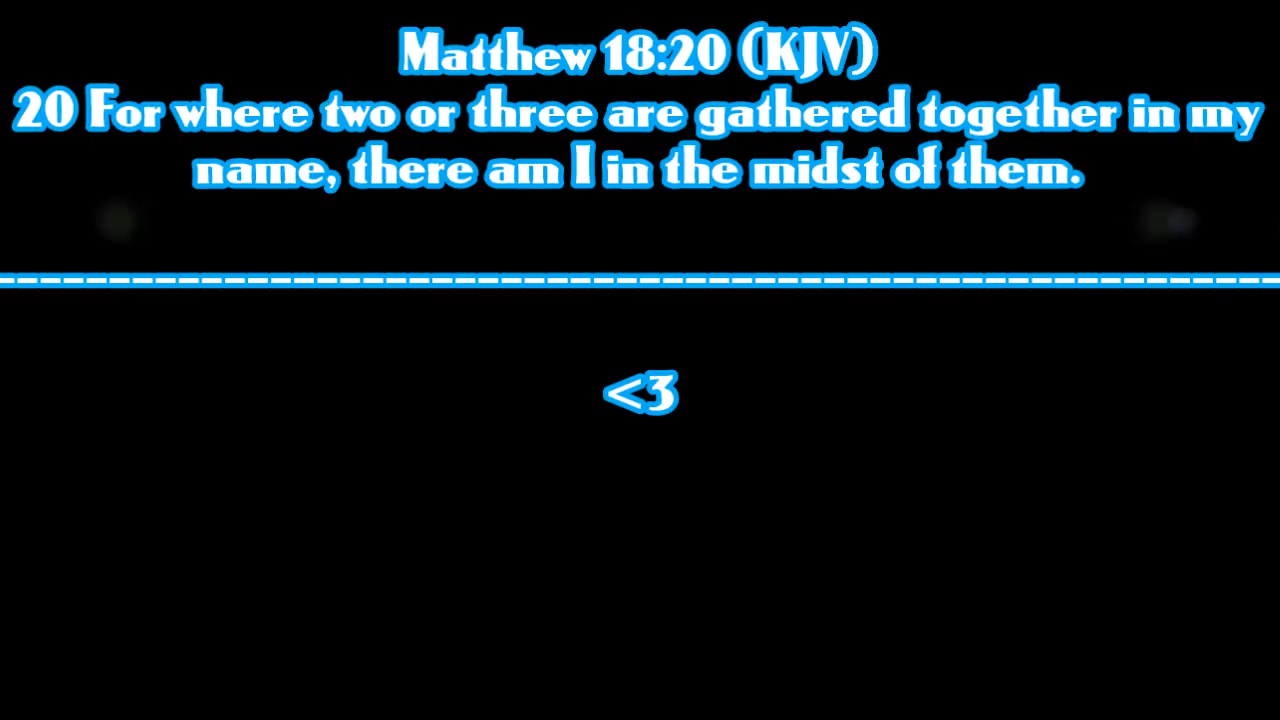 Matthew 18:20 (KJV)
20 For where two or three are gathered together in my
name, there am I in the midst of them.
<3